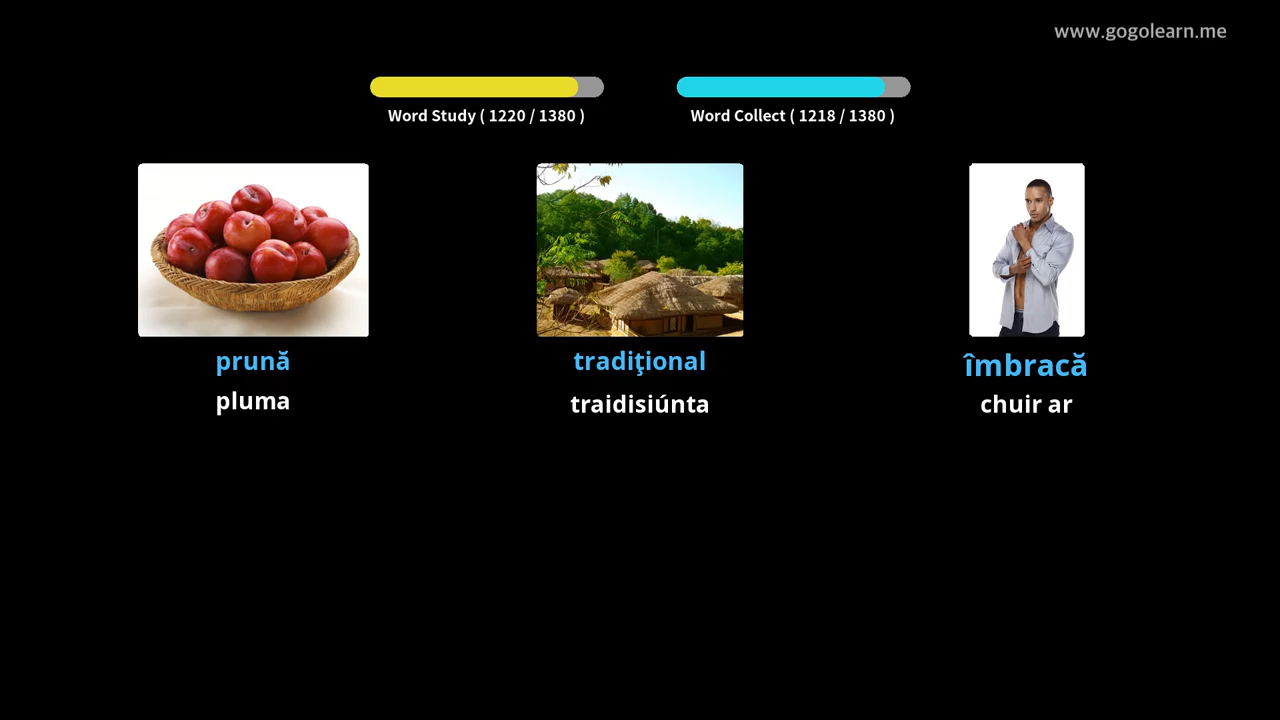 www.gogolearn.me
Word Study ( 1220 / 1380 )
Word Collect ( 1218 / 1380 )
prună
tradiţional
îmbracă
pluma
traidisiúnta
chuir ar